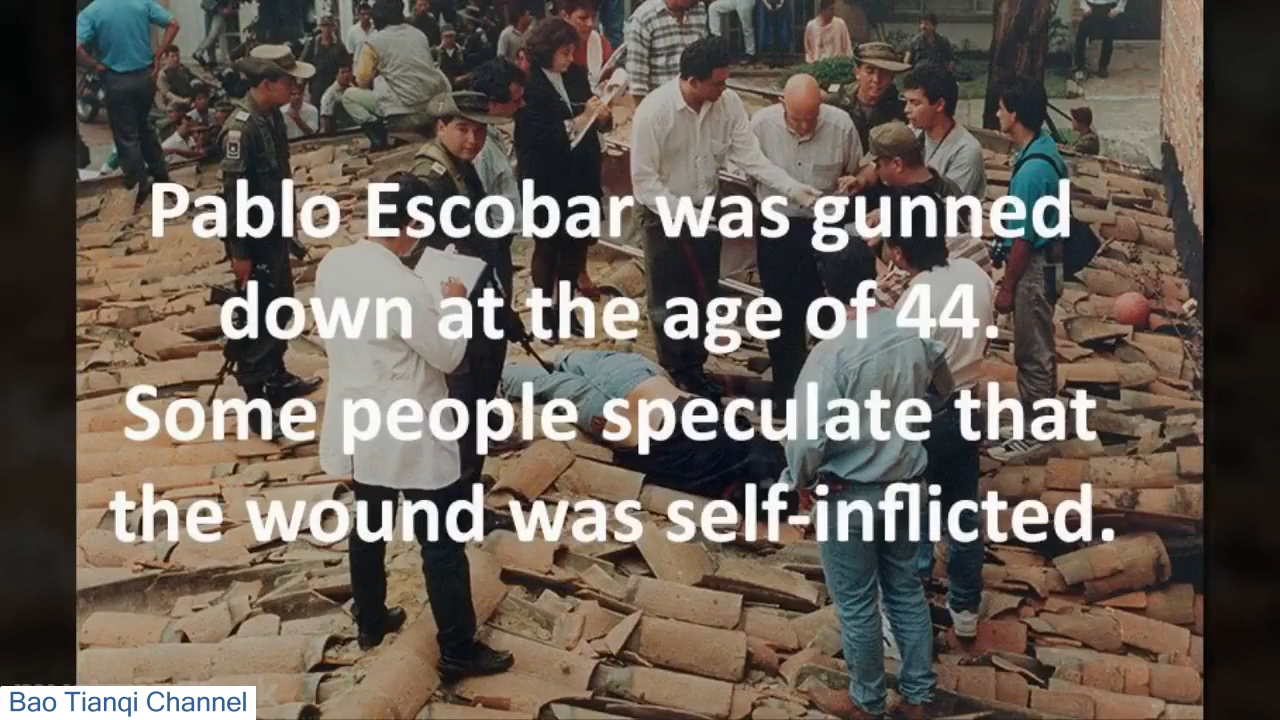 Pablo Escobar was gunned
down at the age of 44.
Some people speculate that
the wound was self-inflicted.
Bao Tianqi Channel